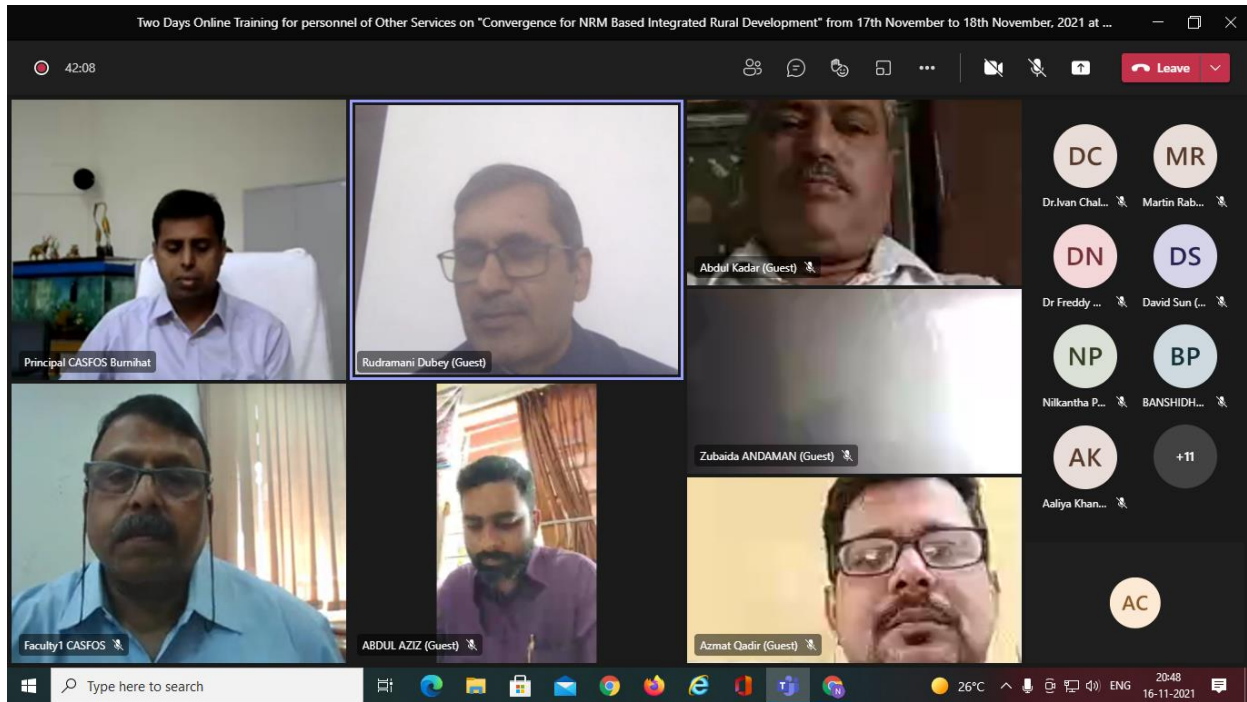 Two Days Online Training for personnel of Other Services on "Convergence for NRM Based Integrated Rural Development" from 17th November to 18th November, 2021 at ...
42:08
Leave
Principal CASFOS Burnihat
Rudramani Dubey (Guest)
Abdul Kadar (Guest)
Zubaida ANDAMAN (Guest)
Faculty1 CASFOS
ABDUL AZIZ (Guest)
Azmat Qadir (Guest)
DC
MR
Dr.Ivan Chal...
Martin Rab...
DN
DS
Dr Freddy ...
David Sun (...
NP
BP
Nilkantha P...
BANSHIDH...
AK
+11
Aaliya Khan...
AC
Type here to search
26°C
ENG
20:48
16-11-2021